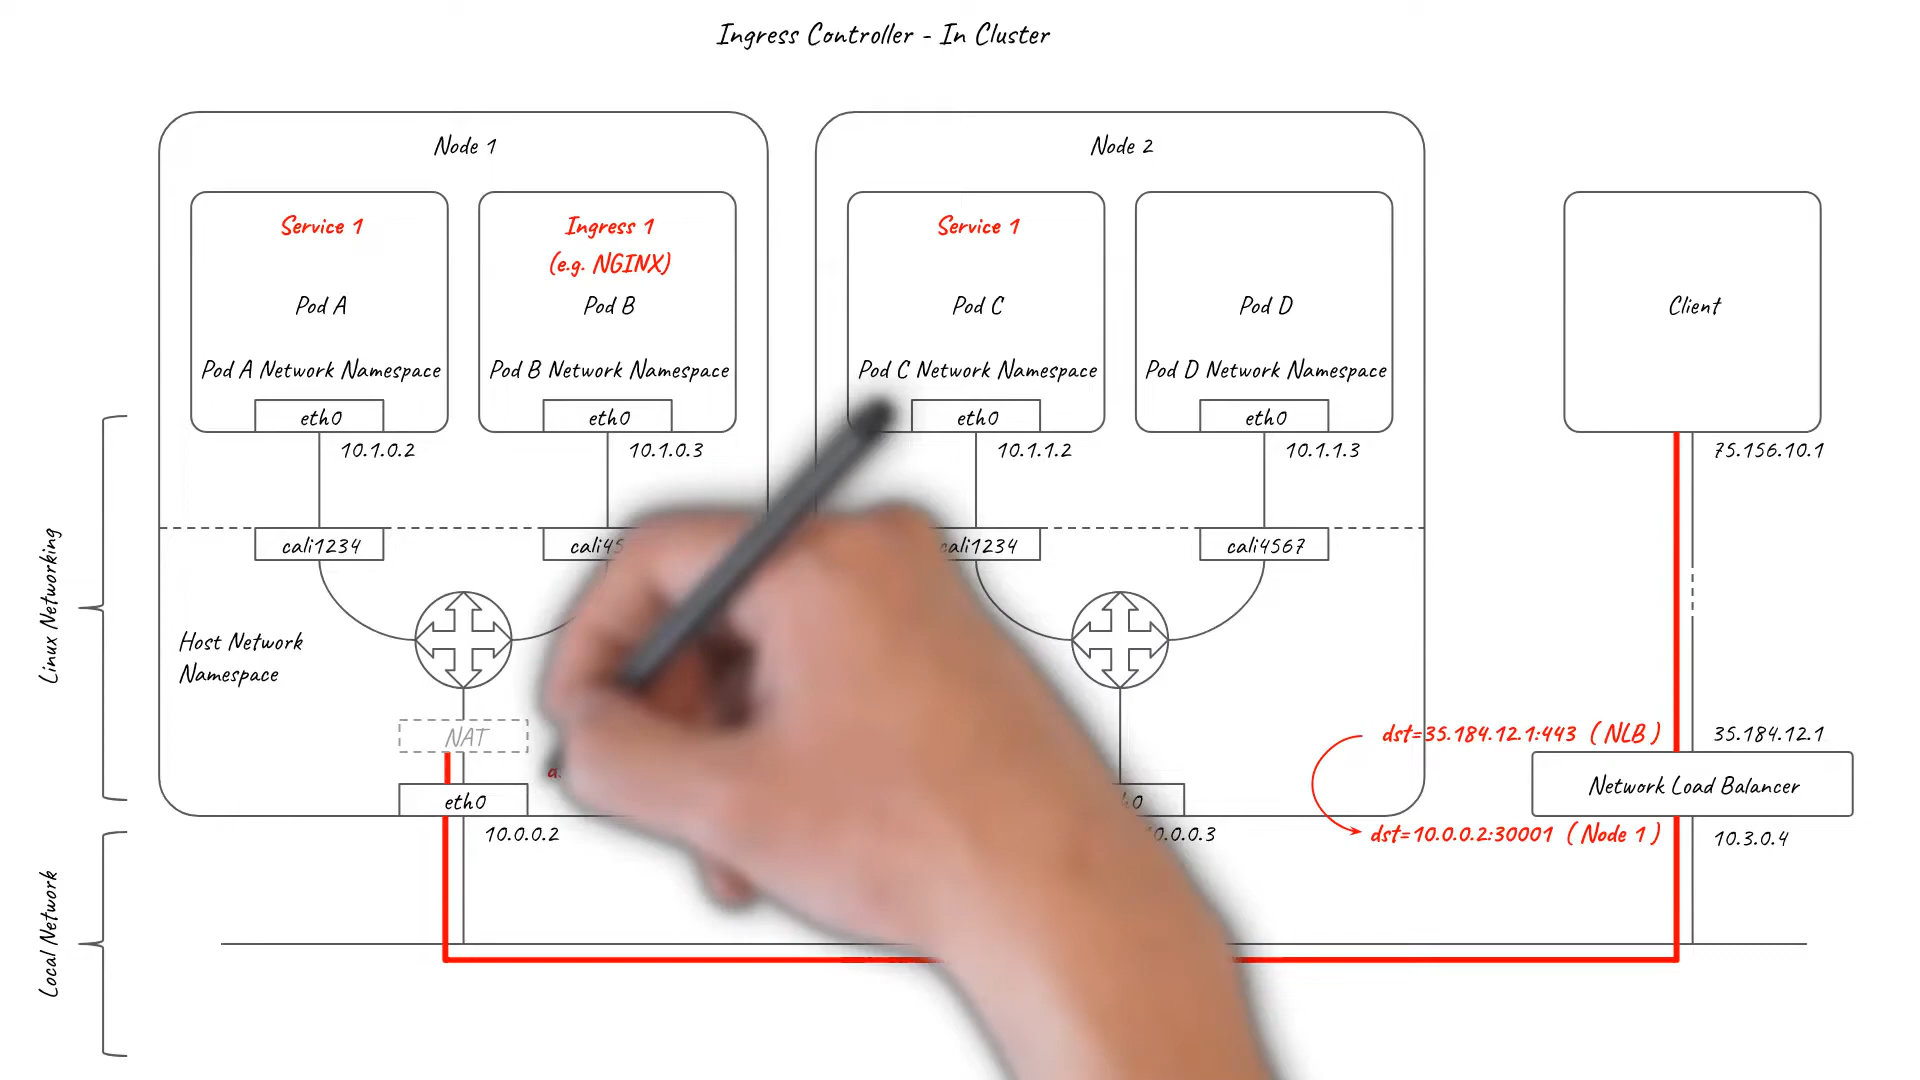 Ingress Controller - In Cluster
Node 1
Node 2
Service 1
Ingress 1
(e.g. NGINX)
Service 1
Pod A
Pod B
Pod C
Pod D
Client
Pod A Network Namespace
Pod B Network Namespace
Pod C Network Namespace
Pod D Network Namespace
eth0
eth0
eth0
eth0
10.1.0.2
10.1.0.3
10.1.1.2
10.1.1.3
75.156.10.1
cali1234
cali1234
cali4567
Linux Networking
Host Network
Namespace
NAT
dst=35.184.12.1:443 (NLB)
35.184.12.1
Network Load Balancer
eth0
10.0.0.2
dst=10.0.0.2:30001 (Node 1)
10.3.0.4
Local Network